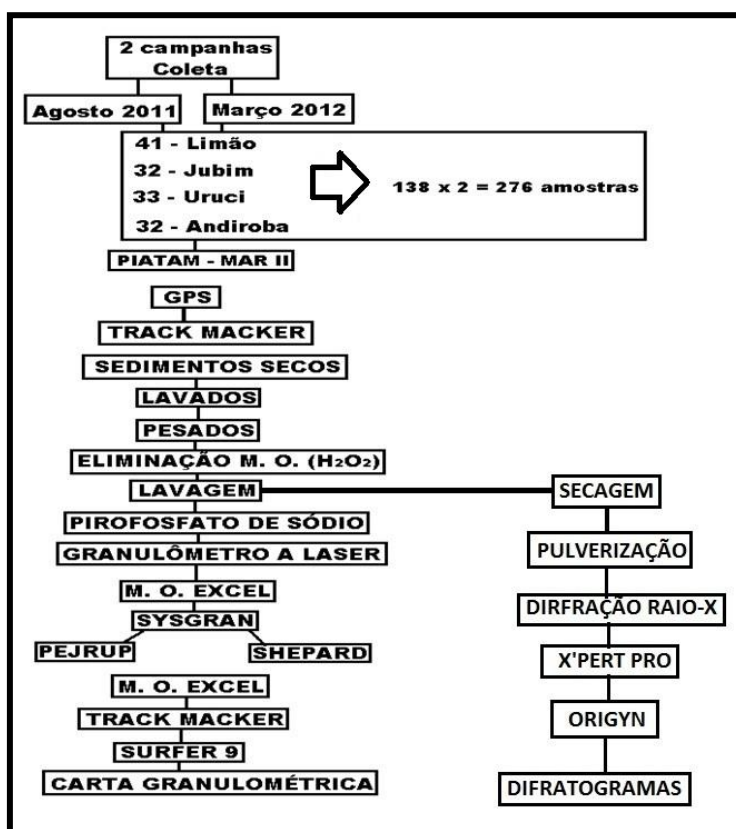 2 campanhas
Coleta
Agosto 2011
Março 2012
41 - Limão
32 - Jubim
33 - Uruci
32 - Andiroba
138 x 2 = 276 amostras
PIATAM - MAR II
GPS
TRACK MACKER
SEDIMENTOS SECOS
LAVADOS
PESADOS
ELIMINAÇÃO M. O. (H₂O₂)
LAVAGEM
PIROFOSFATO DE SÓDIO
GRANULÔMETRO A LASER
M. O. EXCEL
SYSGRAN
PEJRUP
SHEPARD
M. O. EXCEL
TRACK MACKER
SURFER 9
CARTA GRANULOMÉTRICA
SECAGEM
PULVERIZAÇÃO
DIRFRAÇÃO RAIO-X
X'PERT PRO
ORIGYN
DIFRATOGRAMAS